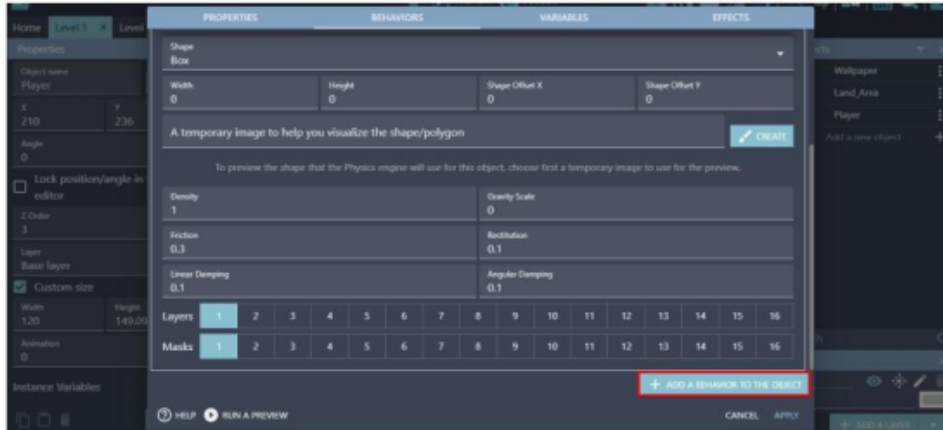 PROPERTIES BEHAVIORS VARIABLES EFFECTS
Home Level 1 × Level
Properties
Object name
Player
X Y
210 236
Angle
0
Lock position/angle in
editor
Z Order
3
Layer
Base layer
Custom size
Width Height
120 149.09
Animation
0
Instance Variables
Shape
Box
Width Height Shape Offset X Shape Offset Y
0 0 0 0
A temporary image to help you visualize the shape/polygon
CREATE
To preview the shape that the Physics engine will use for this object, choose first a temporary image to use for the preview.
Density Gravity Scale
1 0
Friction Restitution
0.3 0.1
Linear Damping Angular Damping
0.1 0.1
Layers 1 2 3 4 5 6 7 8 9 10 11 12 13 14 15 16
Masks 1 2 3 4 5 6 7 8 9 10 11 12 13 14 15 16
+ ADD A BEHAVIOR TO THE OBJECT
HELP RUN A PREVIEW CANCEL APPLY
Wallpaper
Land_Area
Player
Add a new object +
+ ADD A LAYER